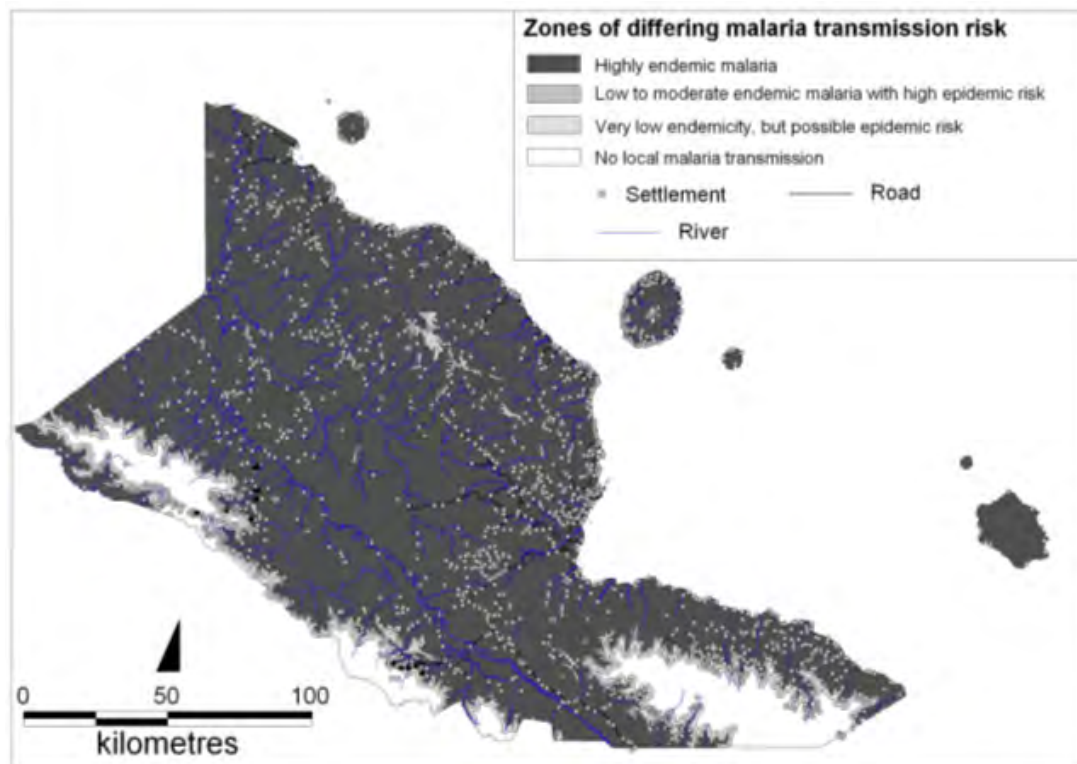 Zones of differing malaria transmission risk
Highly endemic malaria
Low to moderate endemic malaria with high epidemic risk
Very low endemicity, but possible epidemic risk
No local malaria transmission
Settlement Road
River
0 50 100
kilometres